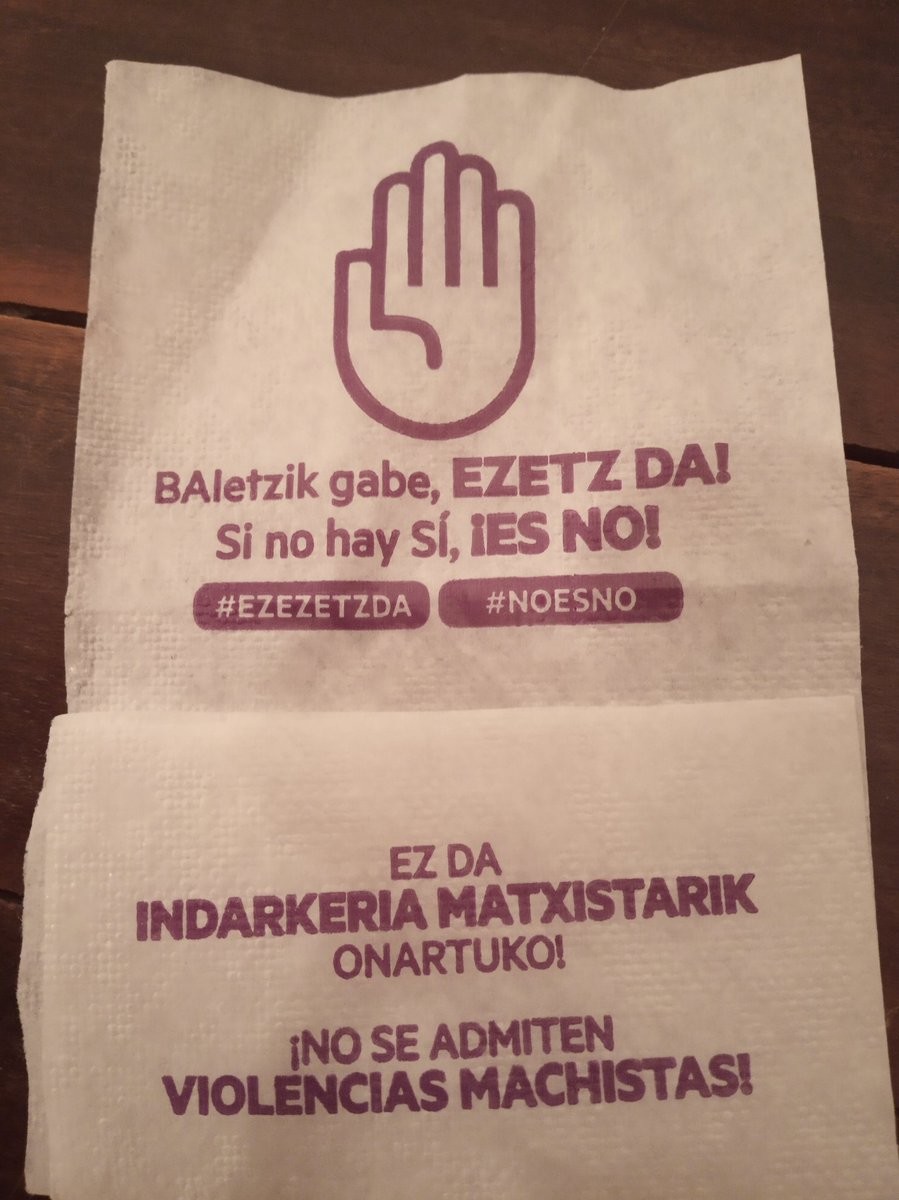 BAIetzik gabe, EZETZ DA!
Si no hay SÍ, ¡ES NO!
#EZEZETZDA #NOESNO
EZ DA
INDARKERIA MATXISTARIK
ONARTUKO!
¡NO SE ADMITEN
VIOLENCIAS MACHISTAS!